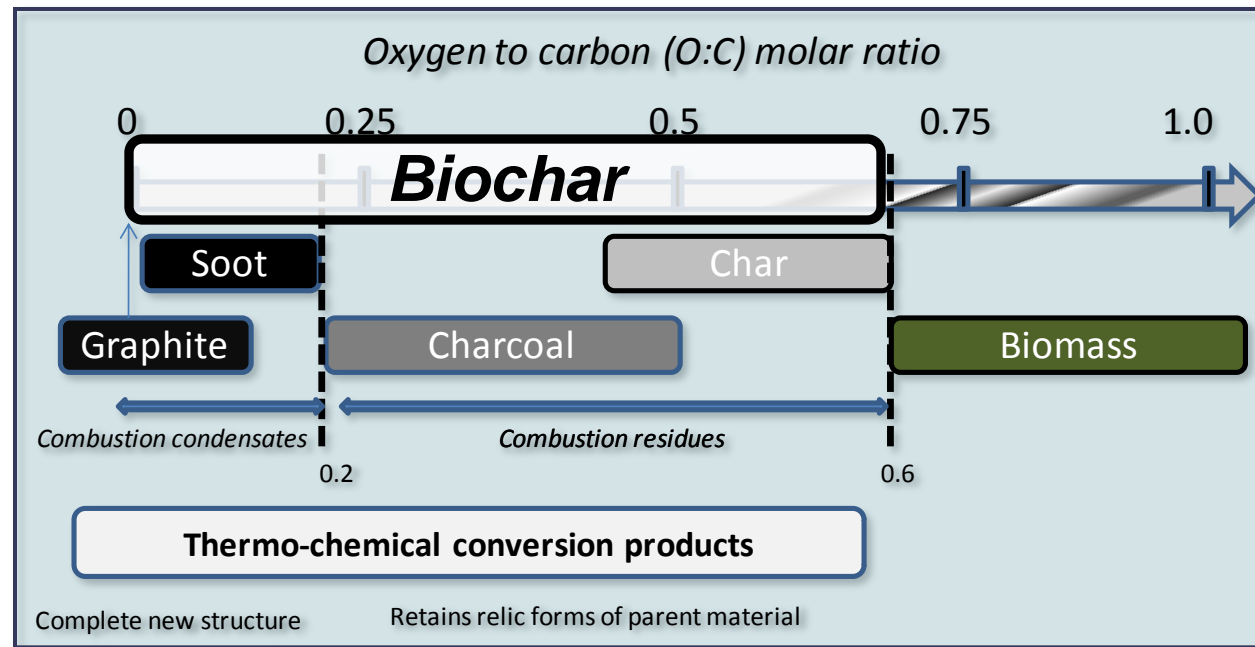 Oxygen to carbon (O:C) molar ratio
0 0.25 0.5 0.75 1.0
Biochar
Soot Char
Graphite Charcoal Biomass
Combustion condensates Combustion residues
0.2 0.6
Thermo-chemical conversion products
Complete new structure Retains relic forms of parent material